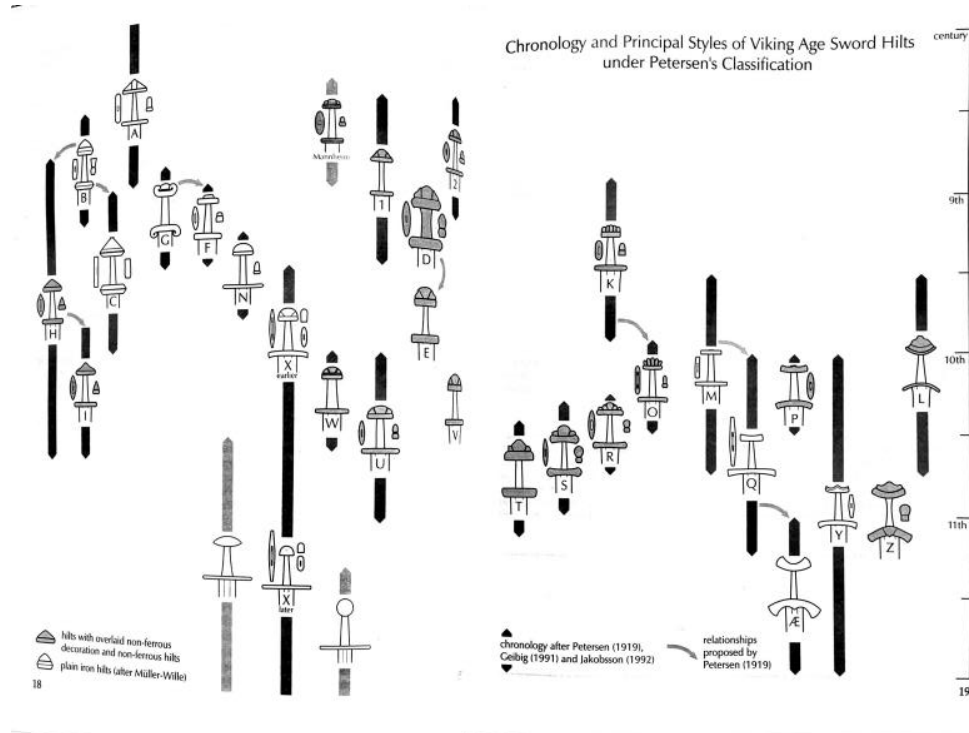 Chronology and Principal Styles of Viking Age Sword Hilts
under Petersen's Classification
century
A
Mannheim
B
1
2
9th
G
F
D
K
C
N
H
E
X
earlier
10th
I
W
O
M
P
L
V
U
R
T
S
Q
11th
Y
Z
X
later
Æ
hilts with overlaid non-ferrous
decoration and non-ferrous hilts
plain iron hilts (after Müller-Wille)
chronology after Petersen (1919),
Geibig (1991) and Jakobsson (1992)
relationships
proposed by
Petersen (1919)
18
19